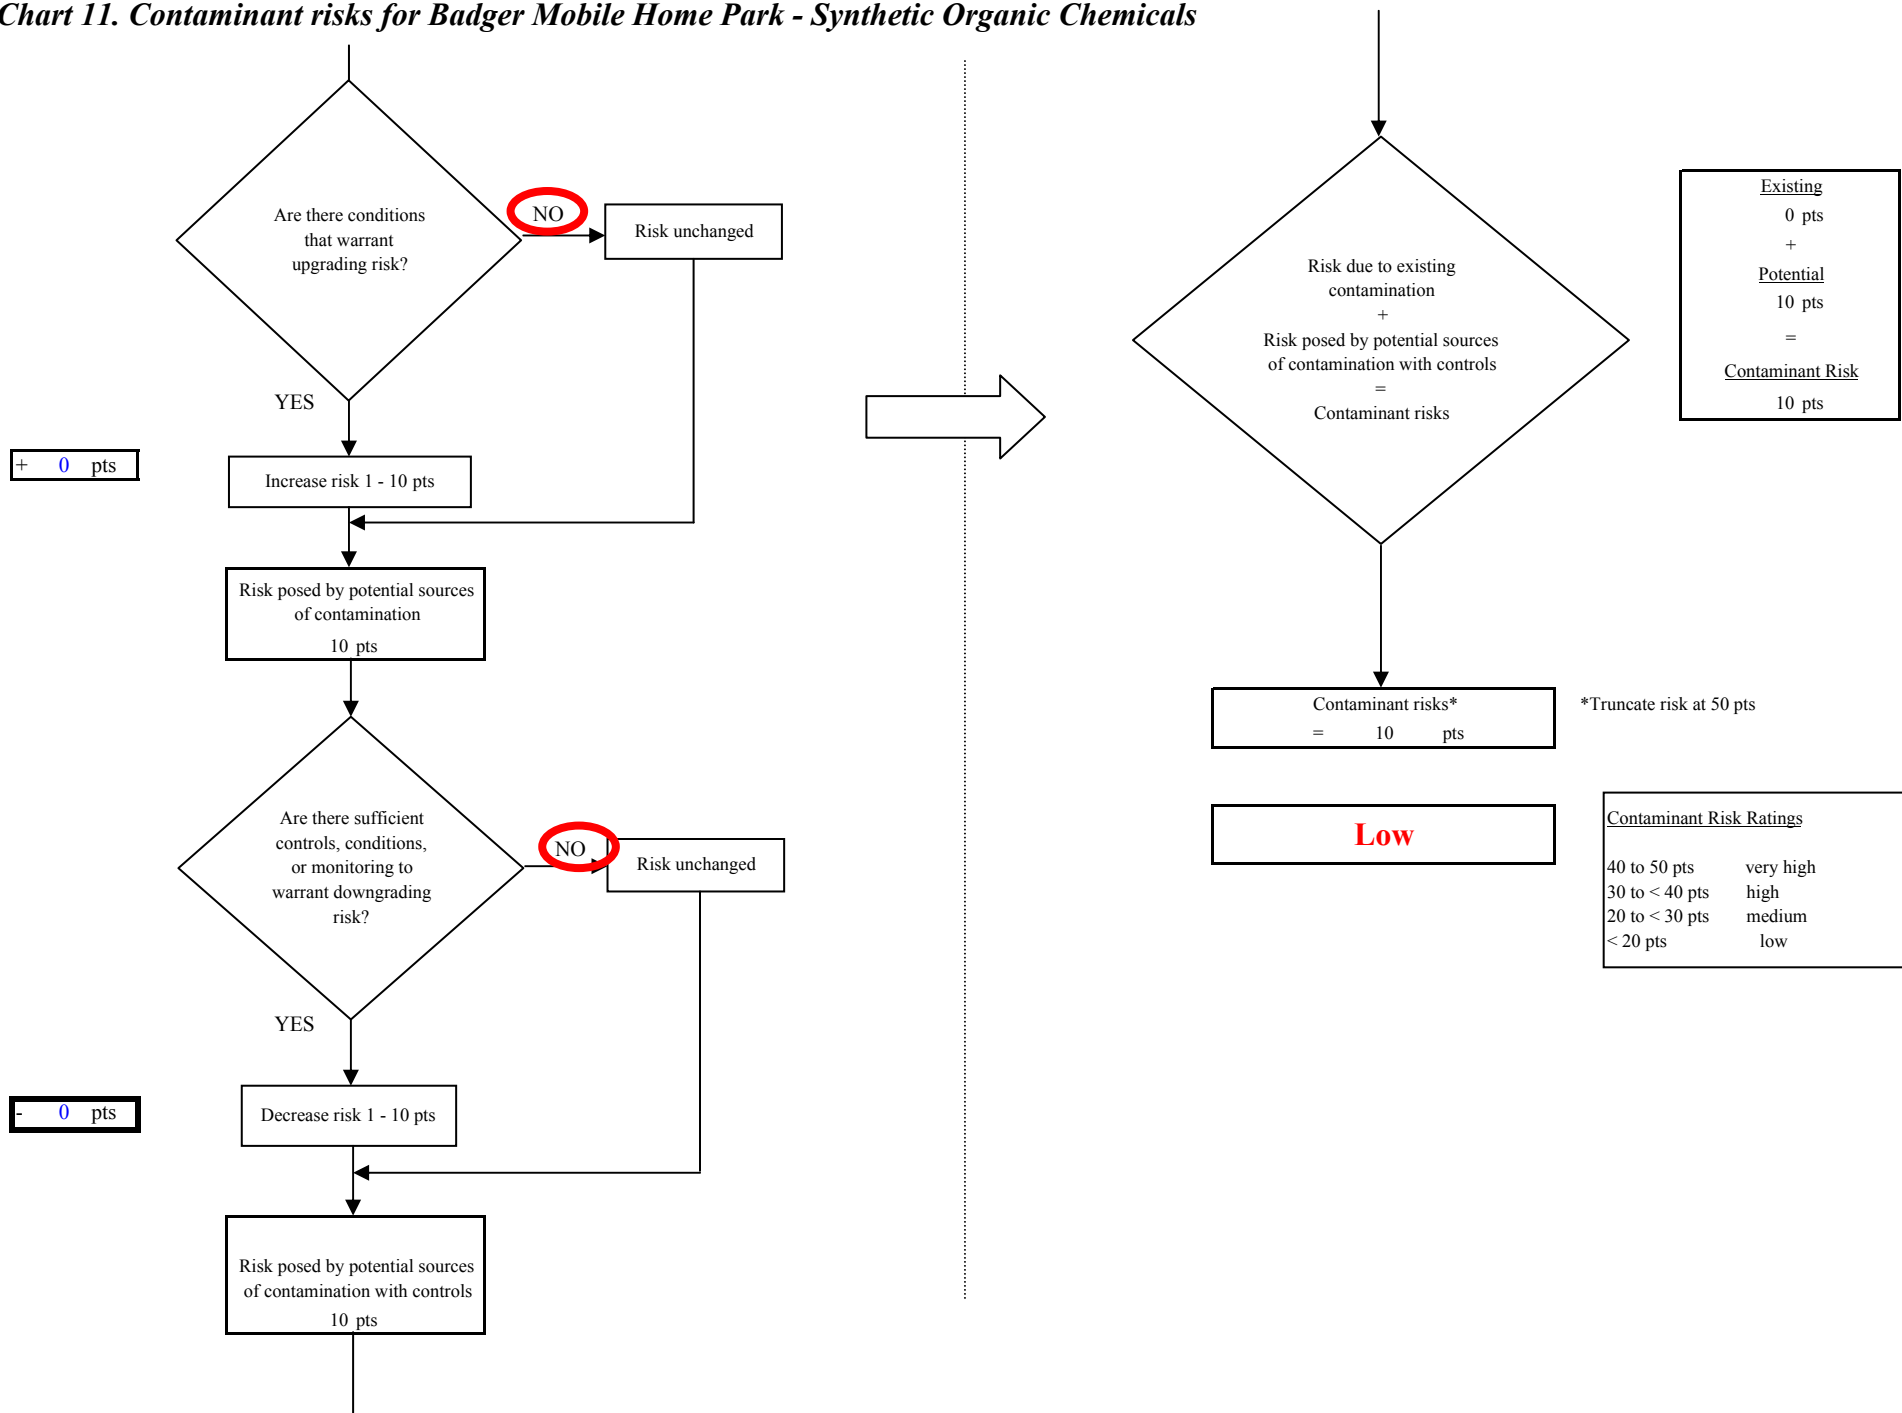 Chart 11. Contaminant risks for Badger Mobile Home Park - Synthetic Organic Chemicals
Are there conditions
that warrant
upgrading risk?
NO
Risk unchanged
YES
+ 0 pts
Increase risk 1 - 10 pts
Risk posed by potential sources
of contamination
10 pts
Are there sufficient
controls, conditions,
or monitoring to
warrant downgrading
risk?
NO
Risk unchanged
YES
- 0 pts
Decrease risk 1 - 10 pts
Risk posed by potential sources
of contamination with controls
10 pts
Risk due to existing
contamination
+
Risk posed by potential sources
of contamination with controls
=
Contaminant risks
Existing
0 pts
+
Potential
10 pts
=
Contaminant Risk
10 pts
Contaminant risks*
= 10 pts
*Truncate risk at 50 pts
Low
Contaminant Risk Ratings
40 to 50 pts very high
30 to < 40 pts high
20 to < 30 pts medium
< 20 pts low